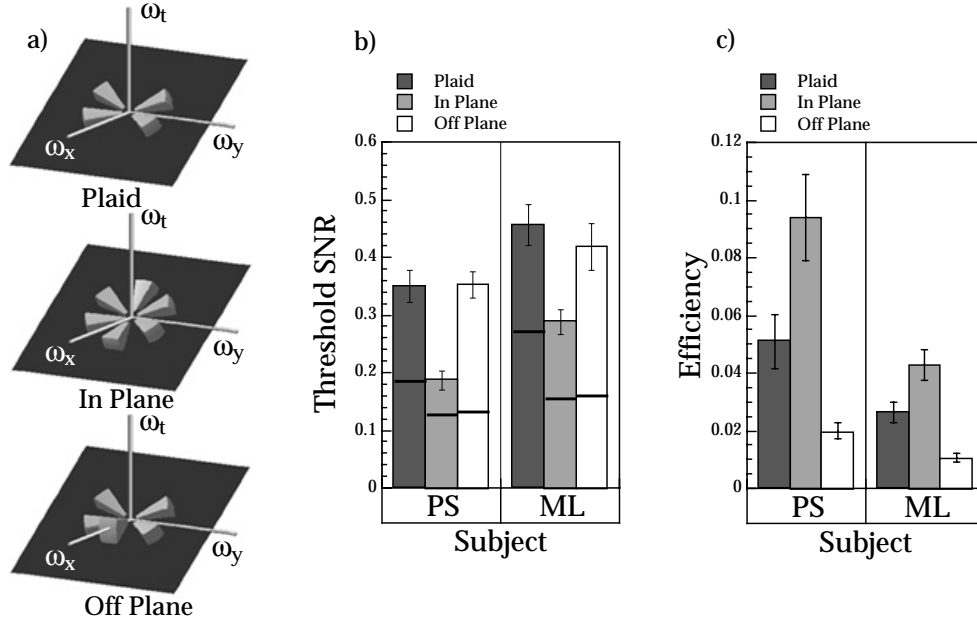 a)
ωt
ωx
ωy
Plaid
ωt
ωx
ωy
In Plane
ωt
ωx
ωy
Off Plane
b)
Plaid
In Plane
Off Plane
Threshold SNR
0.6
0.5
0.4
0.3
0.2
0.1
0
PS ML
Subject
c)
Plaid
In Plane
Off Plane
Efficiency
0.12
0.1
0.08
0.06
0.04
0.02
0
PS ML
Subject